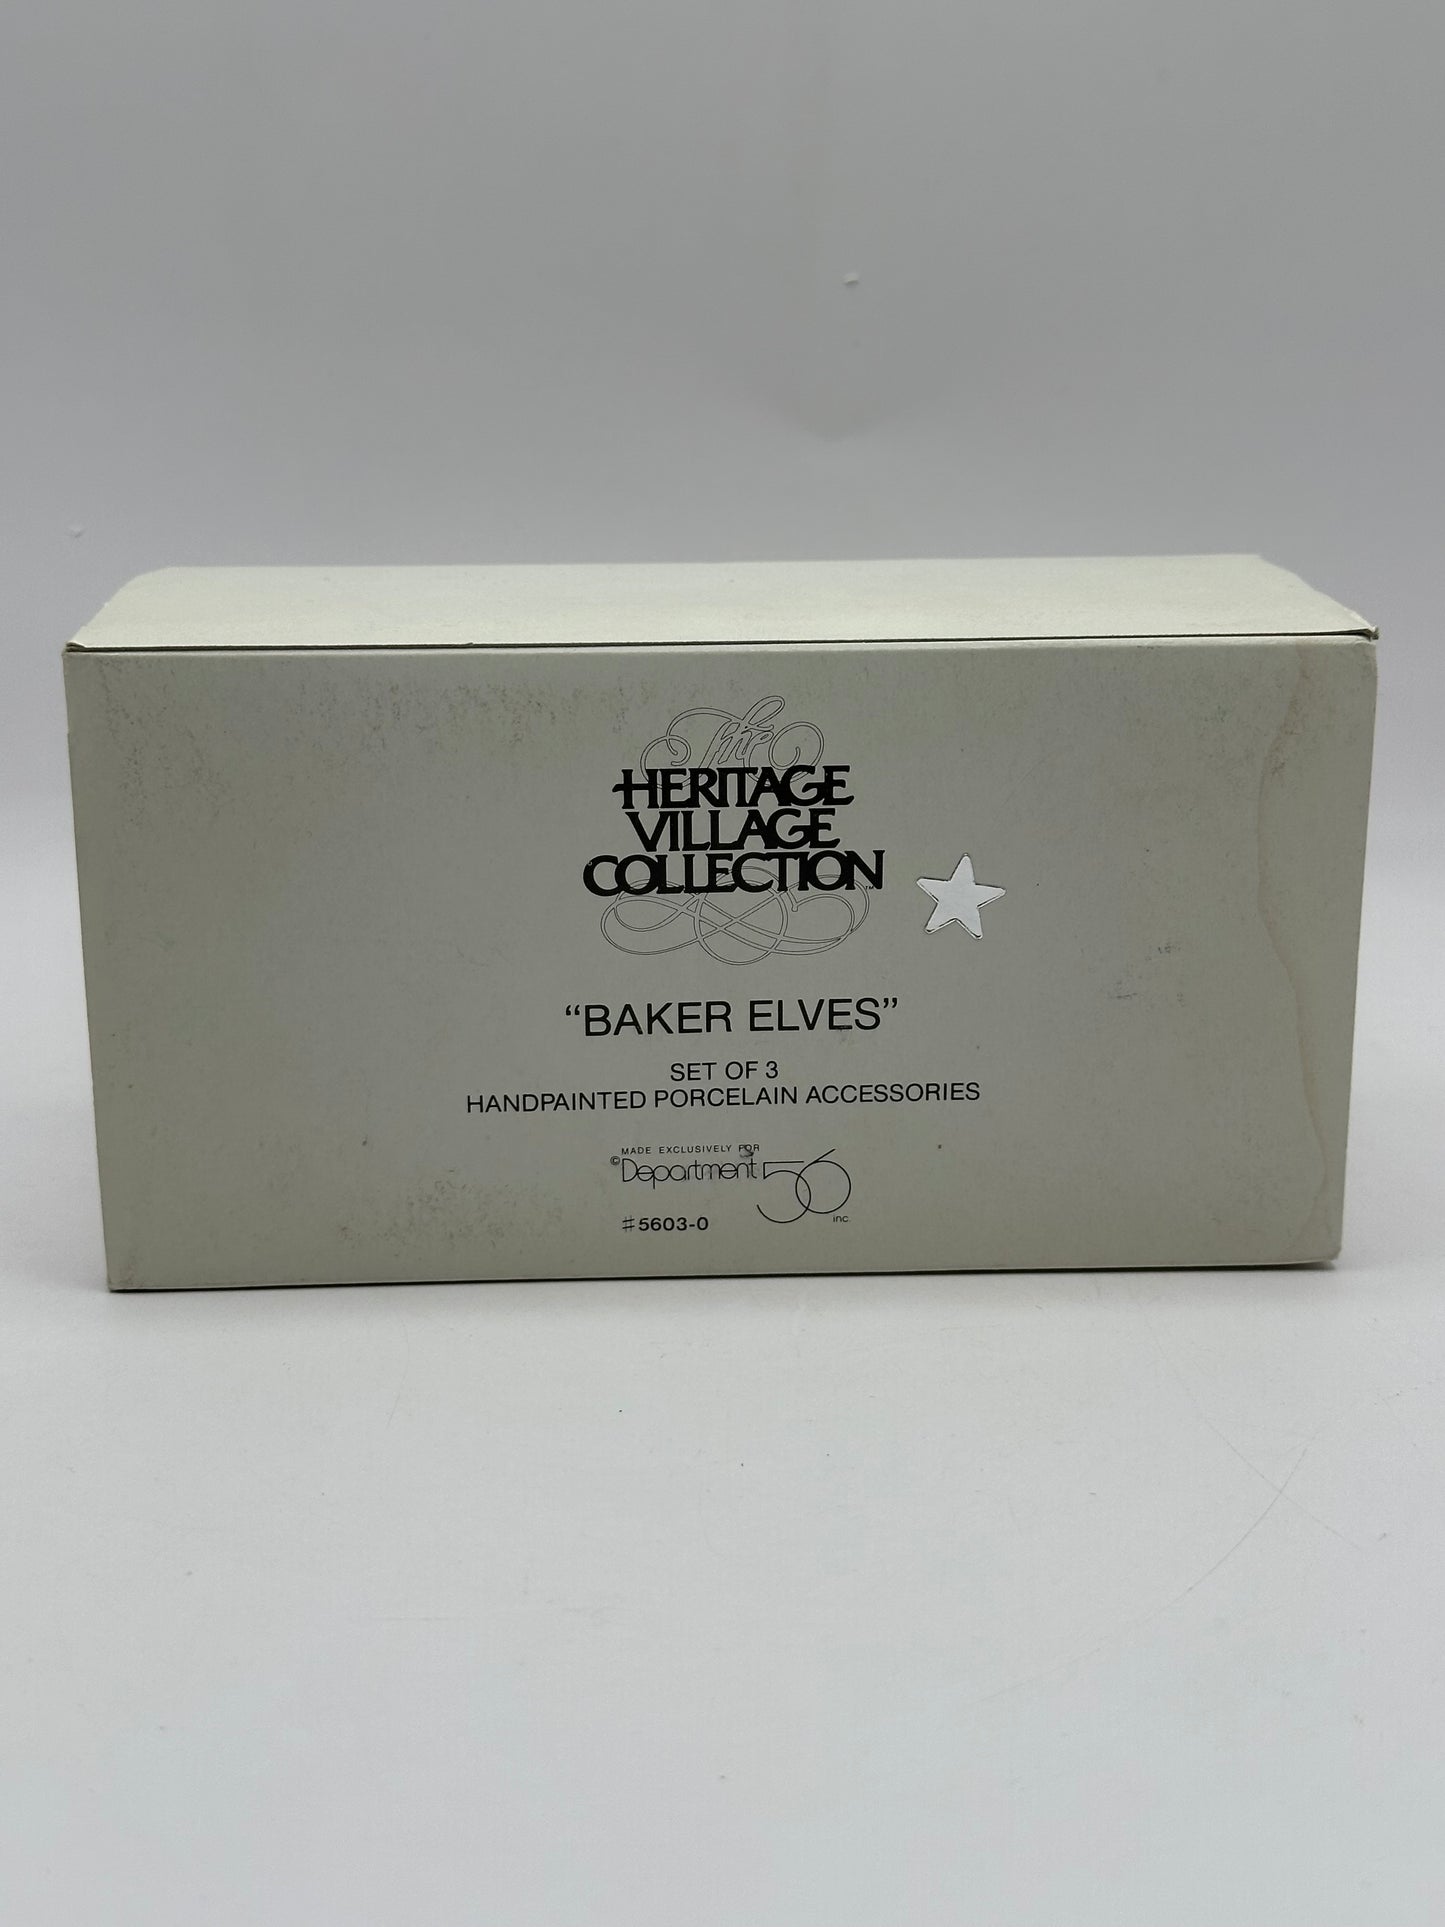 The
HERITAGE
VILLAGE
COLLECTION™
“BAKER ELVES”
SET OF 3
HANDPAINTED PORCELAIN ACCESSORIES
MADE EXCLUSIVELY FOR
©Department 56
inc.
#5603-0